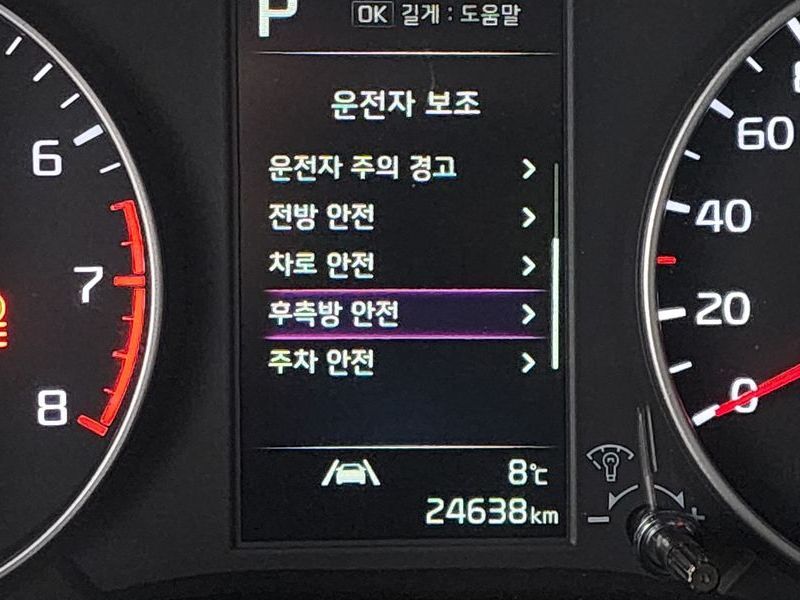 P
OK 길게 : 도움말
운전자 보조
운전자 주의 경고
전방 안전
차로 안전
후측방 안전
주차 안전
8℃
24638km
6
7
8
60
40
20
0